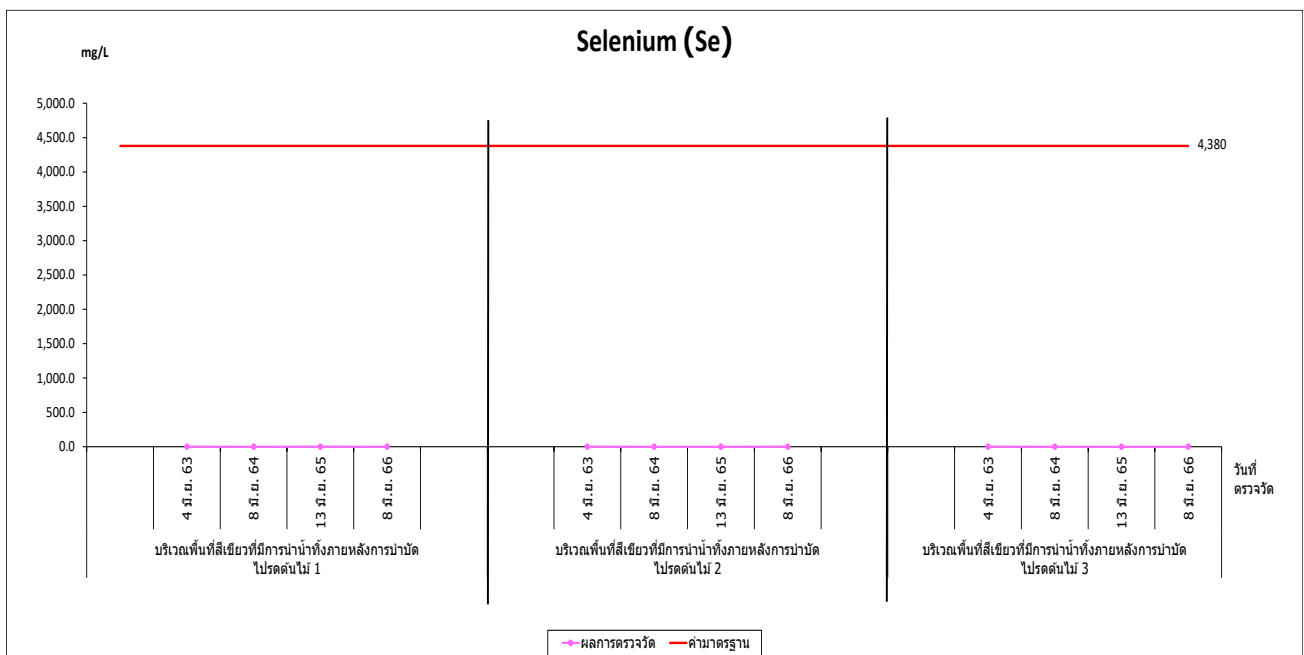 Selenium (Se)
mg/L
5,000.0
4,500.0
4,000.0
3,500.0
3,000.0
2,500.0
2,000.0
1,500.0
1,000.0
500.0
0.0
4,380
4 มิ.ย. 63
8 มิ.ย. 64
13 มิ.ย. 65
8 มิ.ย. 66
4 มิ.ย. 63
8 มิ.ย. 64
13 มิ.ย. 65
8 มิ.ย. 66
4 มิ.ย. 63
8 มิ.ย. 64
13 มิ.ย. 65
8 มิ.ย. 66
วันที่
ตรวจวัด
บริเวณพื้นที่สีเขียวที่มีการนำน้ำทิ้งภายหลังการบำบัด
ไปรดต้นไม้ 1
บริเวณพื้นที่สีเขียวที่มีการนำน้ำทิ้งภายหลังการบำบัด
ไปรดต้นไม้ 2
บริเวณพื้นที่สีเขียวที่มีการนำน้ำทิ้งภายหลังการบำบัด
ไปรดต้นไม้ 3
ผลการตรวจวัด
ค่ามาตรฐาน